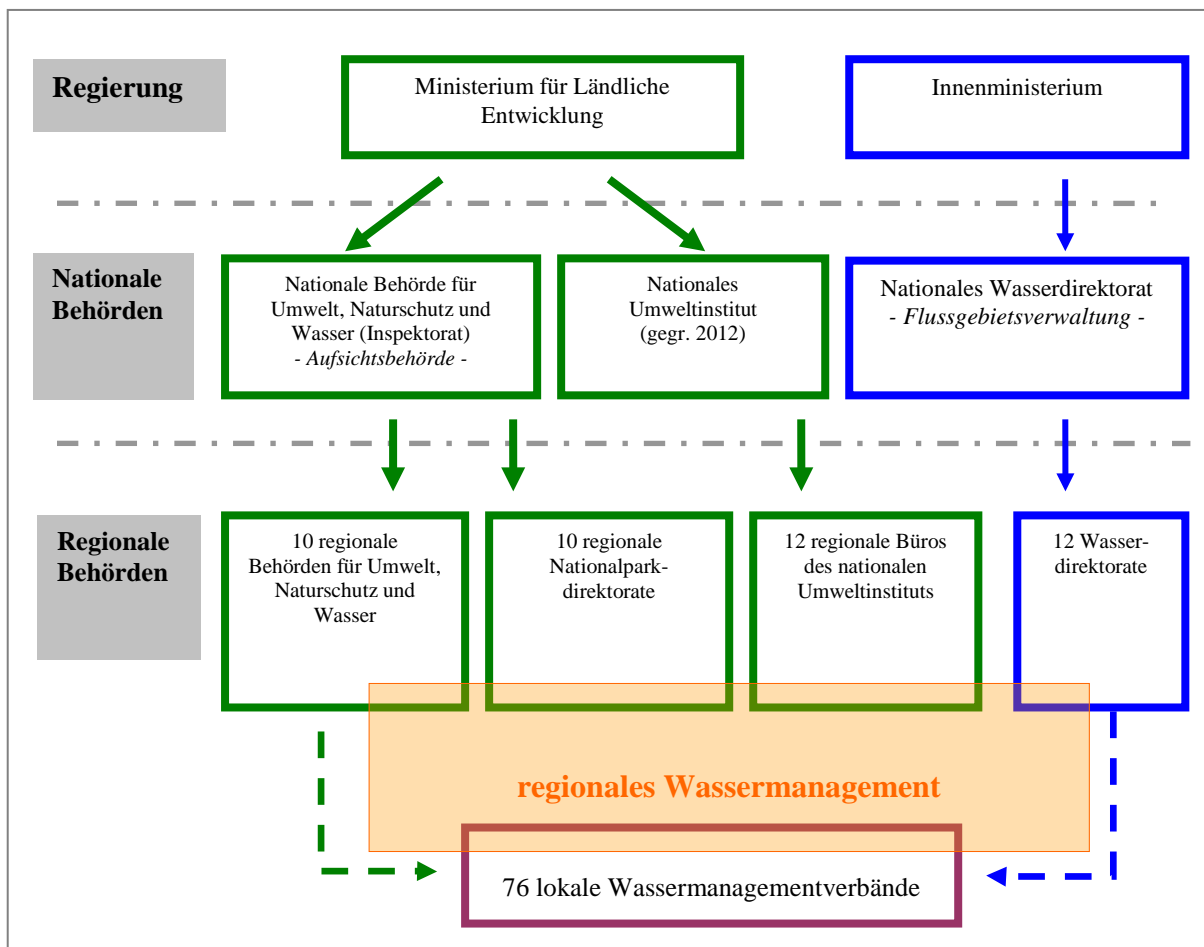 Regierung
Ministerium für Ländliche
Entwicklung
Innenministerium
Nationale
Behörden
Nationale Behörde für
Umwelt, Naturschutz und
Wasser (Inspektorat)
- Aufsichtsbehörde -
Nationales
Umweltinstitut
(gegr. 2012)
Nationales Wasserdirektorat
- Flussgebietsverwaltung -
Regionale
Behörden
10 regionale
Behörden für Umwelt,
Naturschutz und
Wasser
10 regionale
Nationalpark-
direktorate
12 regionale Büros
des nationalen
Umweltinstituts
12 Wasser-
direktorate
regionales Wassermanagement
76 lokale Wassermanagementverbände